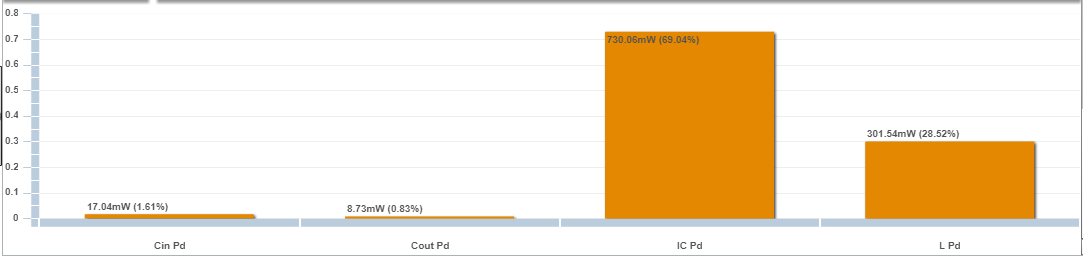 0.8
0.7
0.6
0.5
0.4
0.3
0.2
0.1
0
17.04mW (1.61%)
8.73mW (0.83%)
730.06mW (69.04%)
301.54mW (28.52%)
Cin Pd
Cout Pd
IC Pd
L Pd